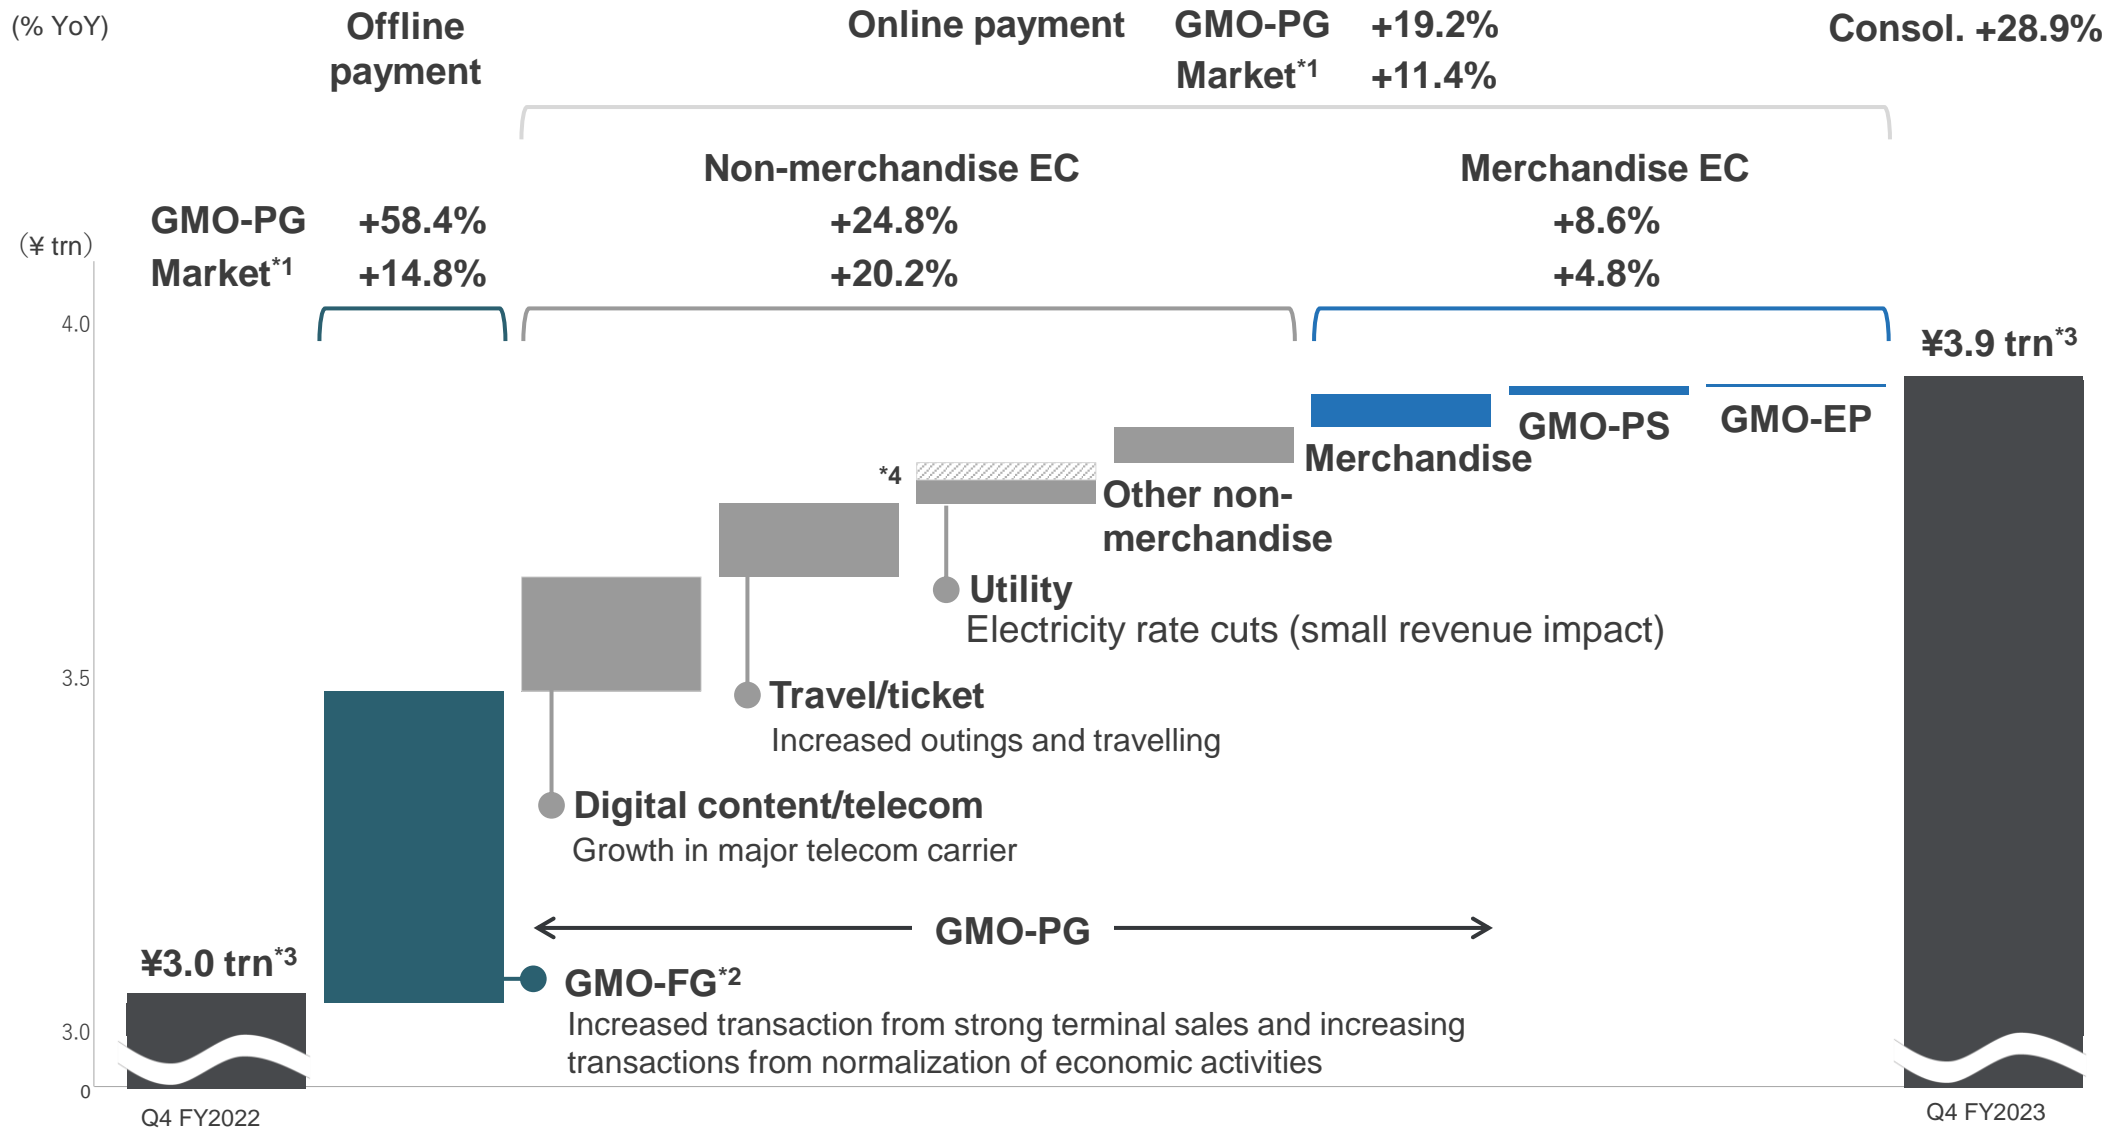 (% YoY)
Offline
payment
Online payment GMO-PG +19.2%
Market*1 +11.4%
Consol. +28.9%
Non-merchandise EC
Merchandise EC
GMO-PG +58.4% +24.8% +8.6%
Market*1 +14.8% +20.2% +4.8%
(¥ trn)
4.0
3.5
3.0
0
¥3.9 trn*3
GMO-EP
GMO-PS
Merchandise
*4
Other non-
merchandise
Utility
Electricity rate cuts (small revenue impact)
Travel/ticket
Increased outings and travelling
Digital content/telecom
Growth in major telecom carrier
GMO-PG
¥3.0 trn*3
GMO-FG*2
Increased transaction from strong terminal sales and increasing
transactions from normalization of economic activities
Q4 FY2022
Q4 FY2023